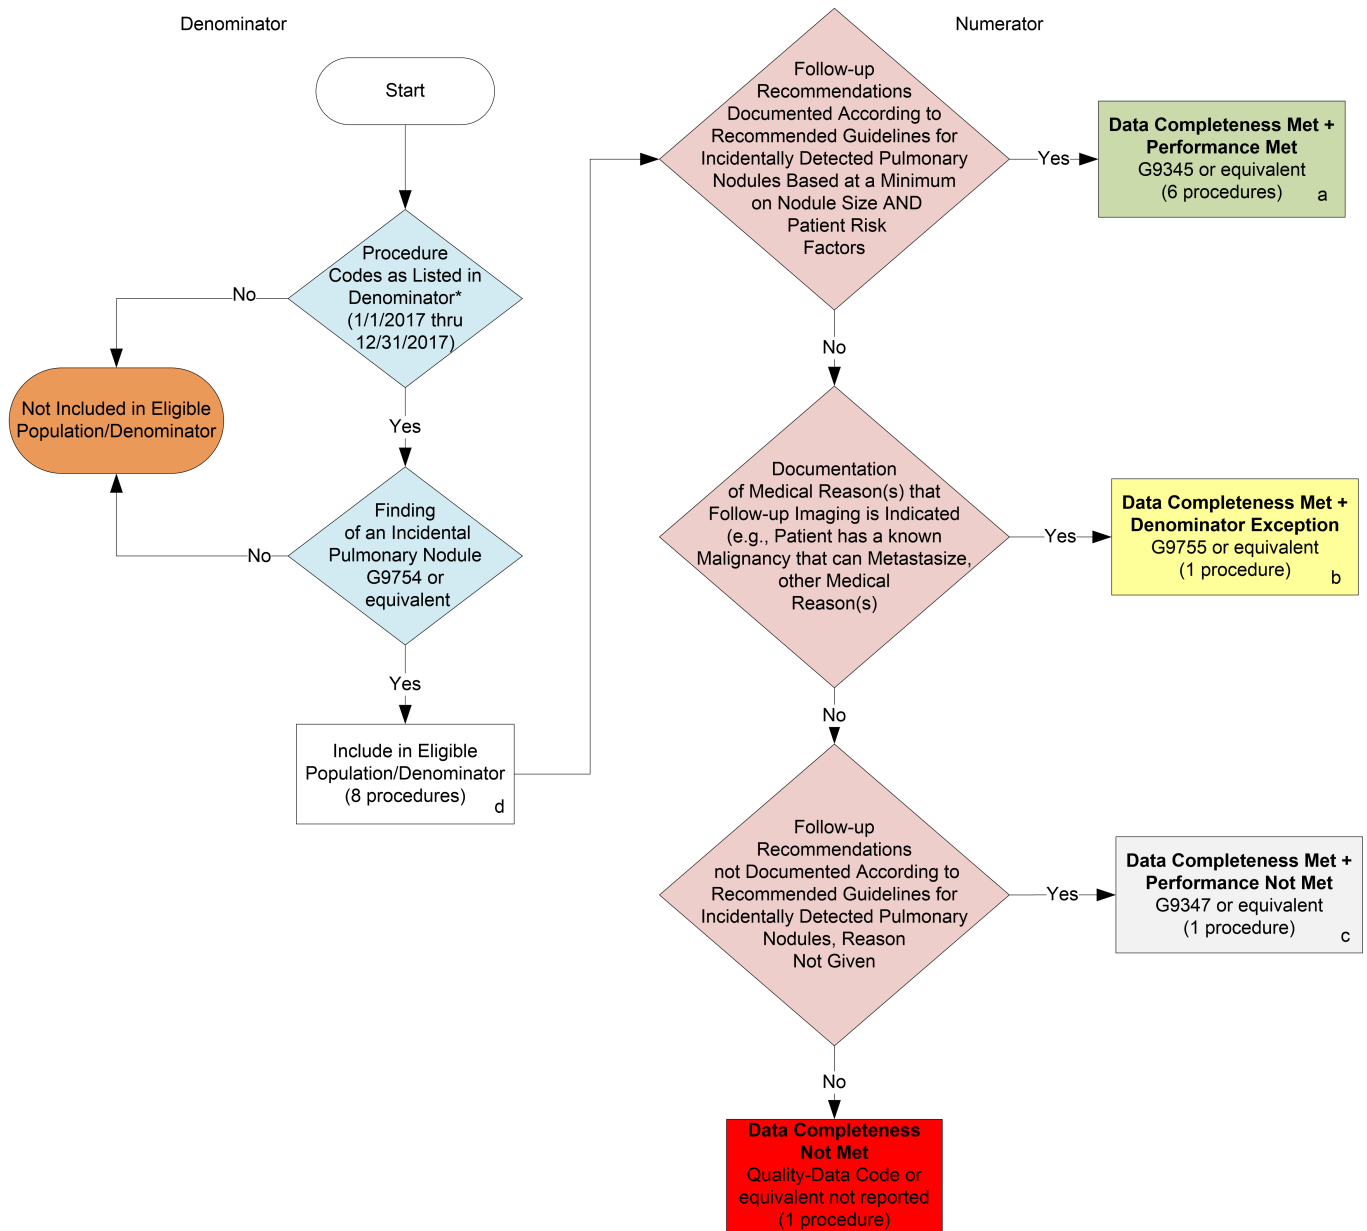 Denominator
Numerator
Start
Procedure
Codes as Listed in
Denominator*
(1/1/2017 thru
12/31/2017)
No
Not Included in Eligible
Population/Denominator
Yes
Finding
of an Incidental
Pulmonary Nodule
G9754 or
equivalent
No
Yes
Include in Eligible
Population/Denominator
(8 procedures)
d
Follow-up
Recommendations
Documented According to
Recommended Guidelines for
Incidentally Detected Pulmonary
Nodules Based at a Minimum
on Nodule Size AND
Patient Risk
Factors
Yes
Data Completeness Met +
Performance Met
G9345 or equivalent
(6 procedures)
a
No
Documentation
of Medical Reason(s) that
Follow-up Imaging is Indicated
(e.g., Patient has a known
Malignancy that can Metastasize,
other Medical
Reason(s)
Yes
Data Completeness Met +
Denominator Exception
G9755 or equivalent
(1 procedure)
b
No
Follow-up
Recommendations
not Documented According to
Recommended Guidelines for
Incidentally Detected Pulmonary
Nodules, Reason
Not Given
Yes
Data Completeness Met +
Performance Not Met
G9347 or equivalent
(1 procedure)
c
No
Data Completeness
Not Met
Quality-Data Code or
equivalent not reported
(1 procedure)